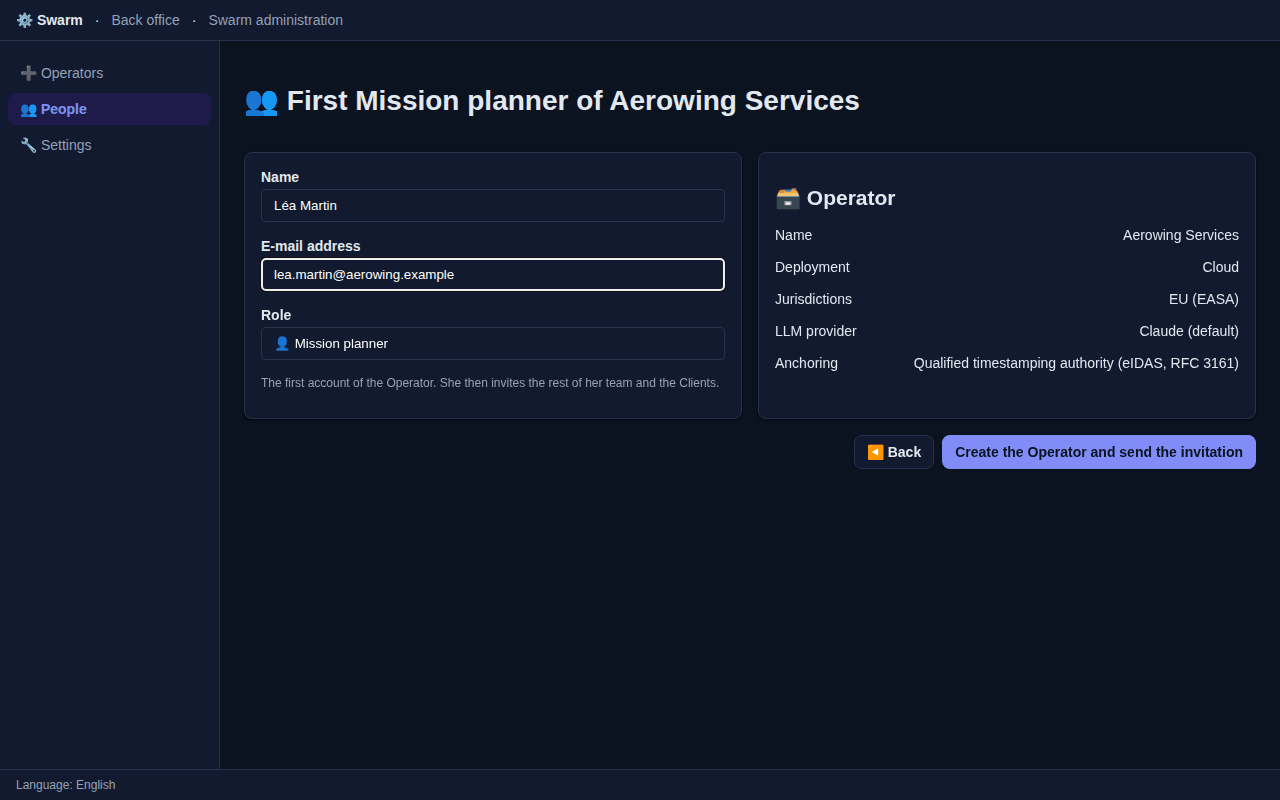 ⚙️ Swarm · Back office · Swarm administration
➕ Operators
👥 People
🔧 Settings
👥 First Mission planner of Aerowing Services
Name
Léa Martin
E-mail address
lea.martin@aerowing.example
Role
👤 Mission planner
The first account of the Operator. She then invites the rest of her team and the Clients.
🗃️ Operator
Name Aerowing Services
Deployment Cloud
Jurisdictions EU (EASA)
LLM provider Claude (default)
Anchoring Qualified timestamping authority (eIDAS, RFC 3161)
◀️ Back
Create the Operator and send the invitation
Language: English